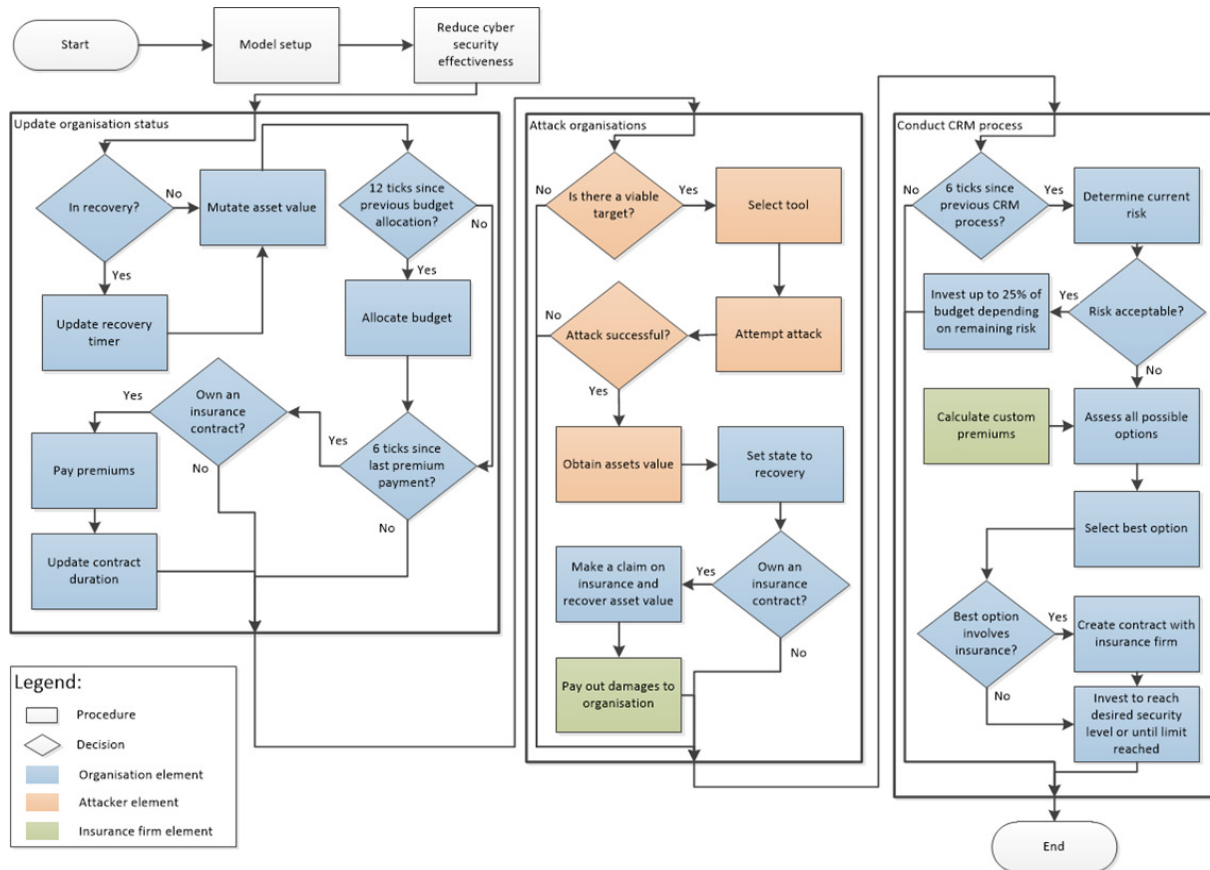 Start
Model setup
Reduce cyber
security
effectiveness
Update organisation status
In recovery?
No
Yes
Mutate asset value
Update recovery
timer
12 ticks since
previous budget
allocation?
No
Yes
Allocate budget
6 ticks since
last premium
payment?
Yes
No
Own an
insurance
contract?
Yes
No
Pay premiums
Update contract
duration
Attack organisations
Is there a viable
target?
No
Yes
Select tool
Attempt attack
Attack successful?
No
Yes
Obtain assets value
Set state to
recovery
Own an
insurance
contract?
Yes
No
Make a claim on
insurance and
recover asset value
Pay out damages to
organisation
Conduct CRM process
6 ticks since
previous CRM
process?
No
Yes
Determine current
risk
Risk acceptable?
Yes
No
Invest up to 25% of
budget depending
on remaining risk
Calculate custom
premiums
Assess all possible
options
Select best option
Best option
involves
insurance?
Yes
No
Create contract with
insurance firm
Invest to reach
desired security
level or until limit
reached
End
Legend:
Procedure
Decision
Organisation element
Attacker element
Insurance firm element